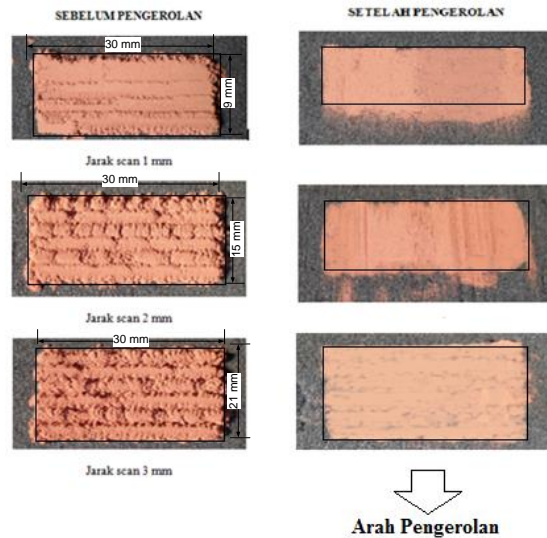 SEBELUM PENGEROLAN
SETELAH PENGEROLAN
30 mm
9 mm
Jarak scan 1 mm
30 mm
15 mm
Jarak scan 2 mm
30 mm
21 mm
Jarak scan 3 mm
Arah Pengerolan